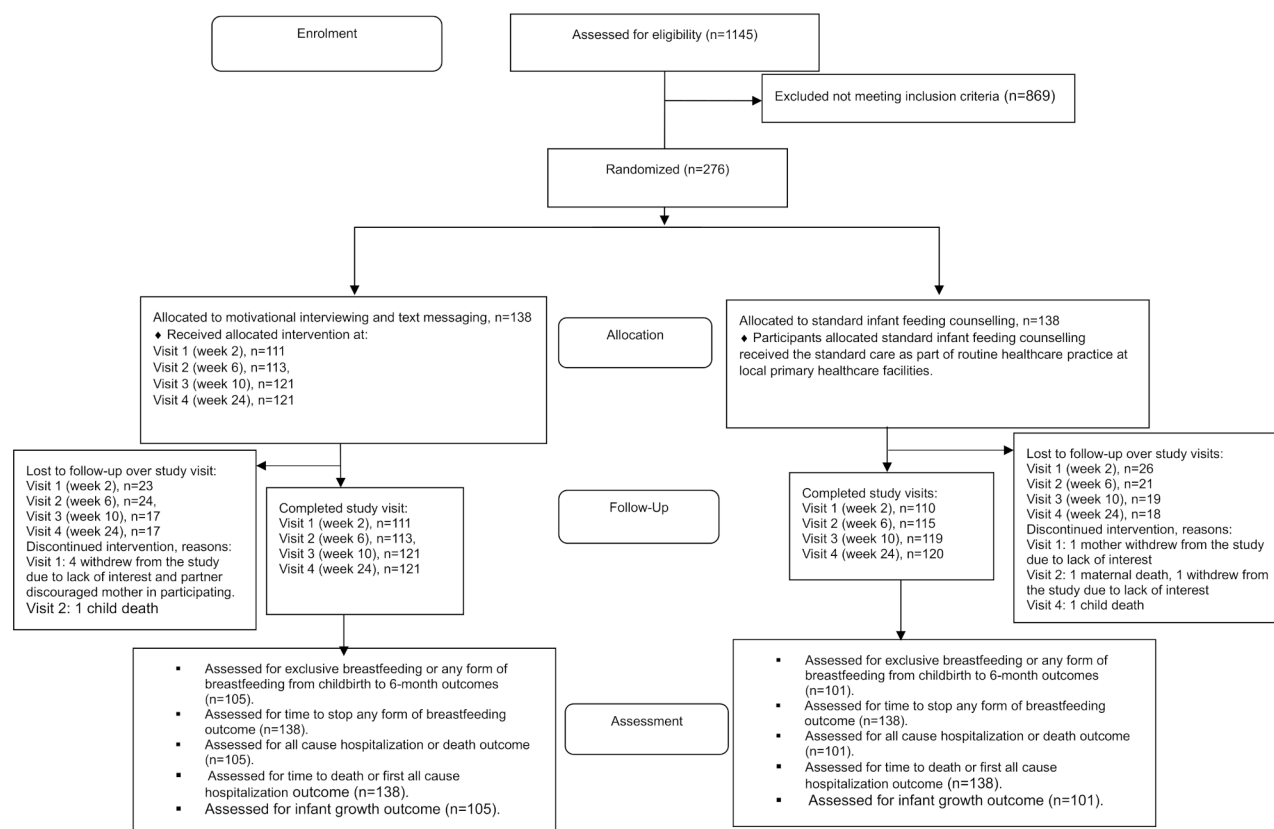 Enrolment
Assessed for eligibility (n=1145)
Excluded not meeting inclusion criteria (n=869)
Randomized (n=276)
Allocated to motivational interviewing and text messaging, n=138
♦ Received allocated intervention at:
Visit 1 (week 2), n=111
Visit 2 (week 6), n=113,
Visit 3 (week 10), n=121
Visit 4 (week 24), n=121
Allocation
Allocated to standard infant feeding counselling, n=138
♦ Participants allocated standard infant feeding counselling
received the standard care as part of routine healthcare practice at
local primary healthcare facilities.
Lost to follow-up over study visit:
Visit 1 (week 2), n=23
Visit 2 (week 6), n=24,
Visit 3 (week 10), n=17
Visit 4 (week 24), n=17
Discontinued intervention, reasons:
Visit 1: 4 withdrew from the study
due to lack of interest and partner
discouraged mother in participating.
Visit 2: 1 child death
Completed study visit:
Visit 1 (week 2), n=111
Visit 2 (week 6), n=113,
Visit 3 (week 10), n=121
Visit 4 (week 24), n=121
Follow-Up
Completed study visits:
Visit 1 (week 2), n=110
Visit 2 (week 6), n=115
Visit 3 (week 10), n=119
Visit 4 (week 24), n=120
Lost to follow-up over study visits:
Visit 1 (week 2), n=26
Visit 2 (week 6), n=21
Visit 3 (week 10), n=19
Visit 4 (week 24), n=18
Discontinued intervention, reasons:
Visit 1: 1 mother withdrew from the study
due to lack of interest
Visit 2: 1 maternal death, 1 withdrew from
the study due to lack of interest
Visit 4: 1 child death
▪ Assessed for exclusive breastfeeding or any form of
breastfeeding from childbirth to 6-month outcomes
(n=105).
▪ Assessed for time to stop any form of breastfeeding
outcome (n=138).
▪ Assessed for all cause hospitalization or death outcome
(n=105).
▪ Assessed for time to death or first all cause
hospitalization outcome (n=138).
▪ Assessed for infant growth outcome (n=105).
Assessment
▪ Assessed for exclusive breastfeeding or any form of
breastfeeding from childbirth to 6-month outcomes
(n=101).
▪ Assessed for time to stop any form of breastfeeding
outcome (n=138).
▪ Assessed for all cause hospitalization or death outcome
(n=101).
▪ Assessed for time to death or first all cause
hospitalization outcome (n=138).
▪ Assessed for infant growth outcome (n=101).